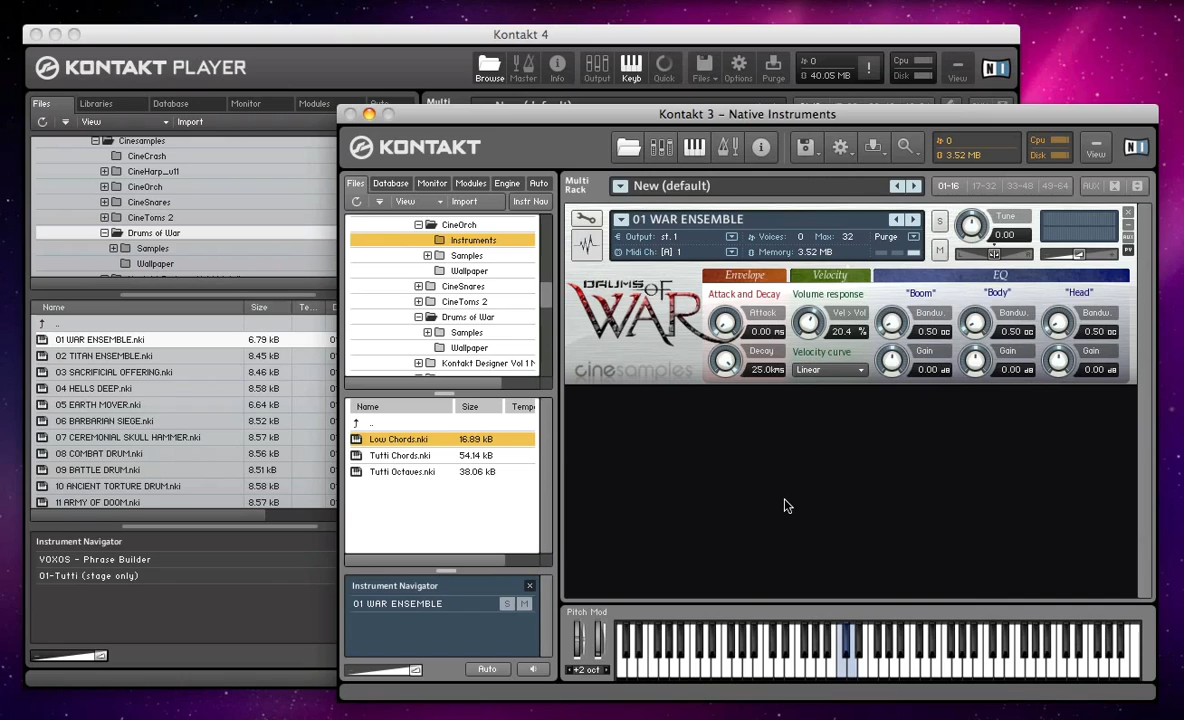 Kontakt 4
KONTAKT PLAYER
Browse Master Info Output Keyb Quick Files Options Purge
0
40.05 MB
!
Cpu
Disk
View
NI
Files Libraries Database Monitor Modules Auto
View Import
Cinesamples
CineCrash
CineHarp_v11
CineOrch
CineSnares
CineToms 2
Drums of War
Samples
Wallpaper
Name Size Te...
..
01 WAR ENSEMBLE.nki 6.79 kB
02 TITAN ENSEMBLE.nki 8.45 kB
03 SACRIFICIAL OFFERING.nki 8.46 kB
04 HELLS DEEP.nki 8.58 kB
05 EARTH MOVER.nki 6.64 kB
06 BARBARIAN SIEGE.nki 8.52 kB
07 CEREMONIAL SKULL HAMMER.nki 8.57 kB
08 COMBAT DRUM.nki 8.56 kB
09 BATTLE DRUM.nki 8.51 kB
10 ANCIENT TORTURE DRUM.nki 8.58 kB
11 ARMY OF DOOM.nki 8.57 kB
Instrument Navigator
VOXOS - Phrase Builder
01-Tutti (stage only)
Kontakt 3 - Native Instruments
KONTAKT
0
3.52 MB
Cpu
Disk
View
NI
Files Database Monitor Modules Engine Auto
View Import Instr Nav
CineOrch
Instruments
Samples
Wallpaper
CineSnares
CineToms 2
Drums of War
Samples
Wallpaper
Kontakt Designer Vol 1
Name Size Tempo
..
Low Chords.nki 16.89 kB
Tutti Chords.nki 54.14 kB
Tutti Octaves.nki 38.06 kB
Instrument Navigator
01 WAR ENSEMBLE S M
Auto
Multi
Rack
New (default)
01-16 17-32 33-48 49-64 AUX
01 WAR ENSEMBLE
Output: st.1 Voices: 0 Max: 32 Purge
Midi Ch: [A] 1 Memory: 3.52 MB
S
M
Tune
0.00
AUX
PV
DRUMS OF
WAR
cinesamples
Envelope Velocity EQ
Attack and Decay Volume response "Boom" "Body" "Head"
Attack Vel > Vol Bandw. Bandw. Bandw.
0.00 ms 20.4 % 0.50 oc 0.50 oc 0.50 oc
Decay Velocity curve Gain Gain Gain
25.0k ms Linear 0.00 dB 0.00 dB 0.00 dB
Pitch Mod
+2 oct